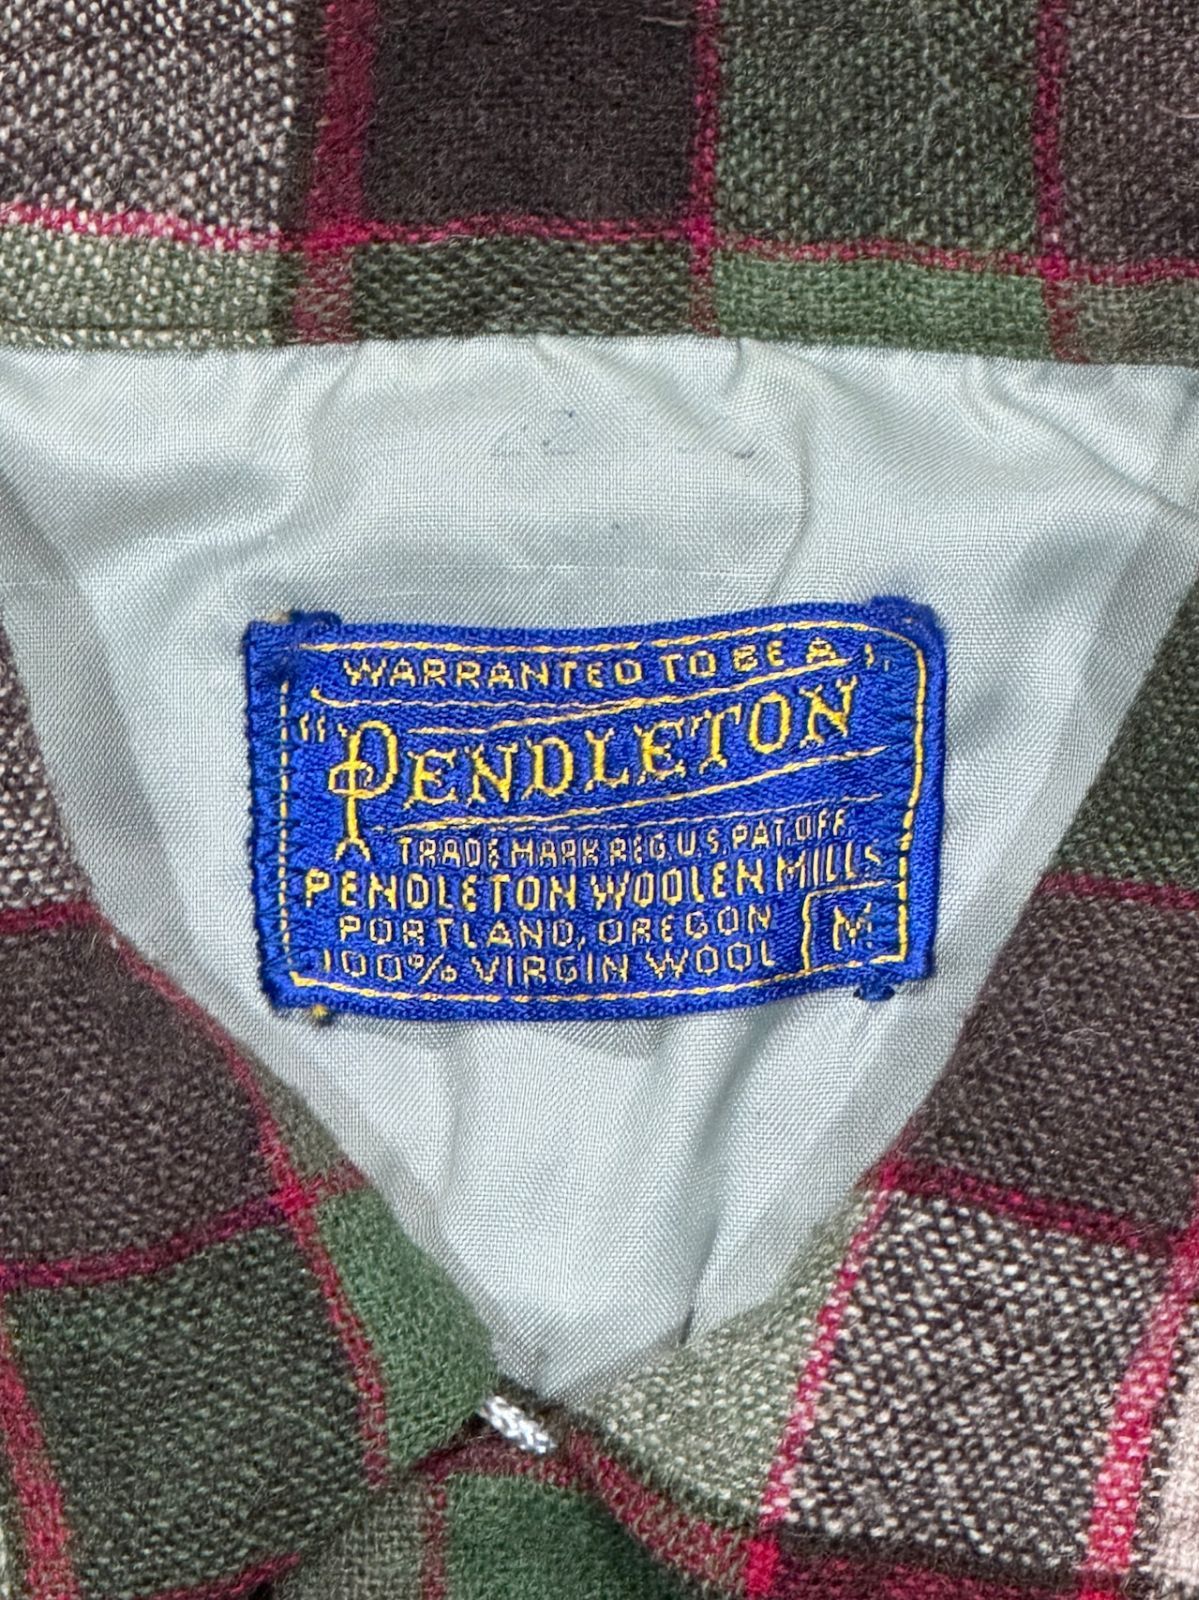 WARRANTED TO BE A
"PENDLETON"
TRADE MARK REG. U.S. PAT. OFF.
PENDLETON WOOLEN MILLS
PORTLAND, OREGON
100% VIRGIN WOOL
M